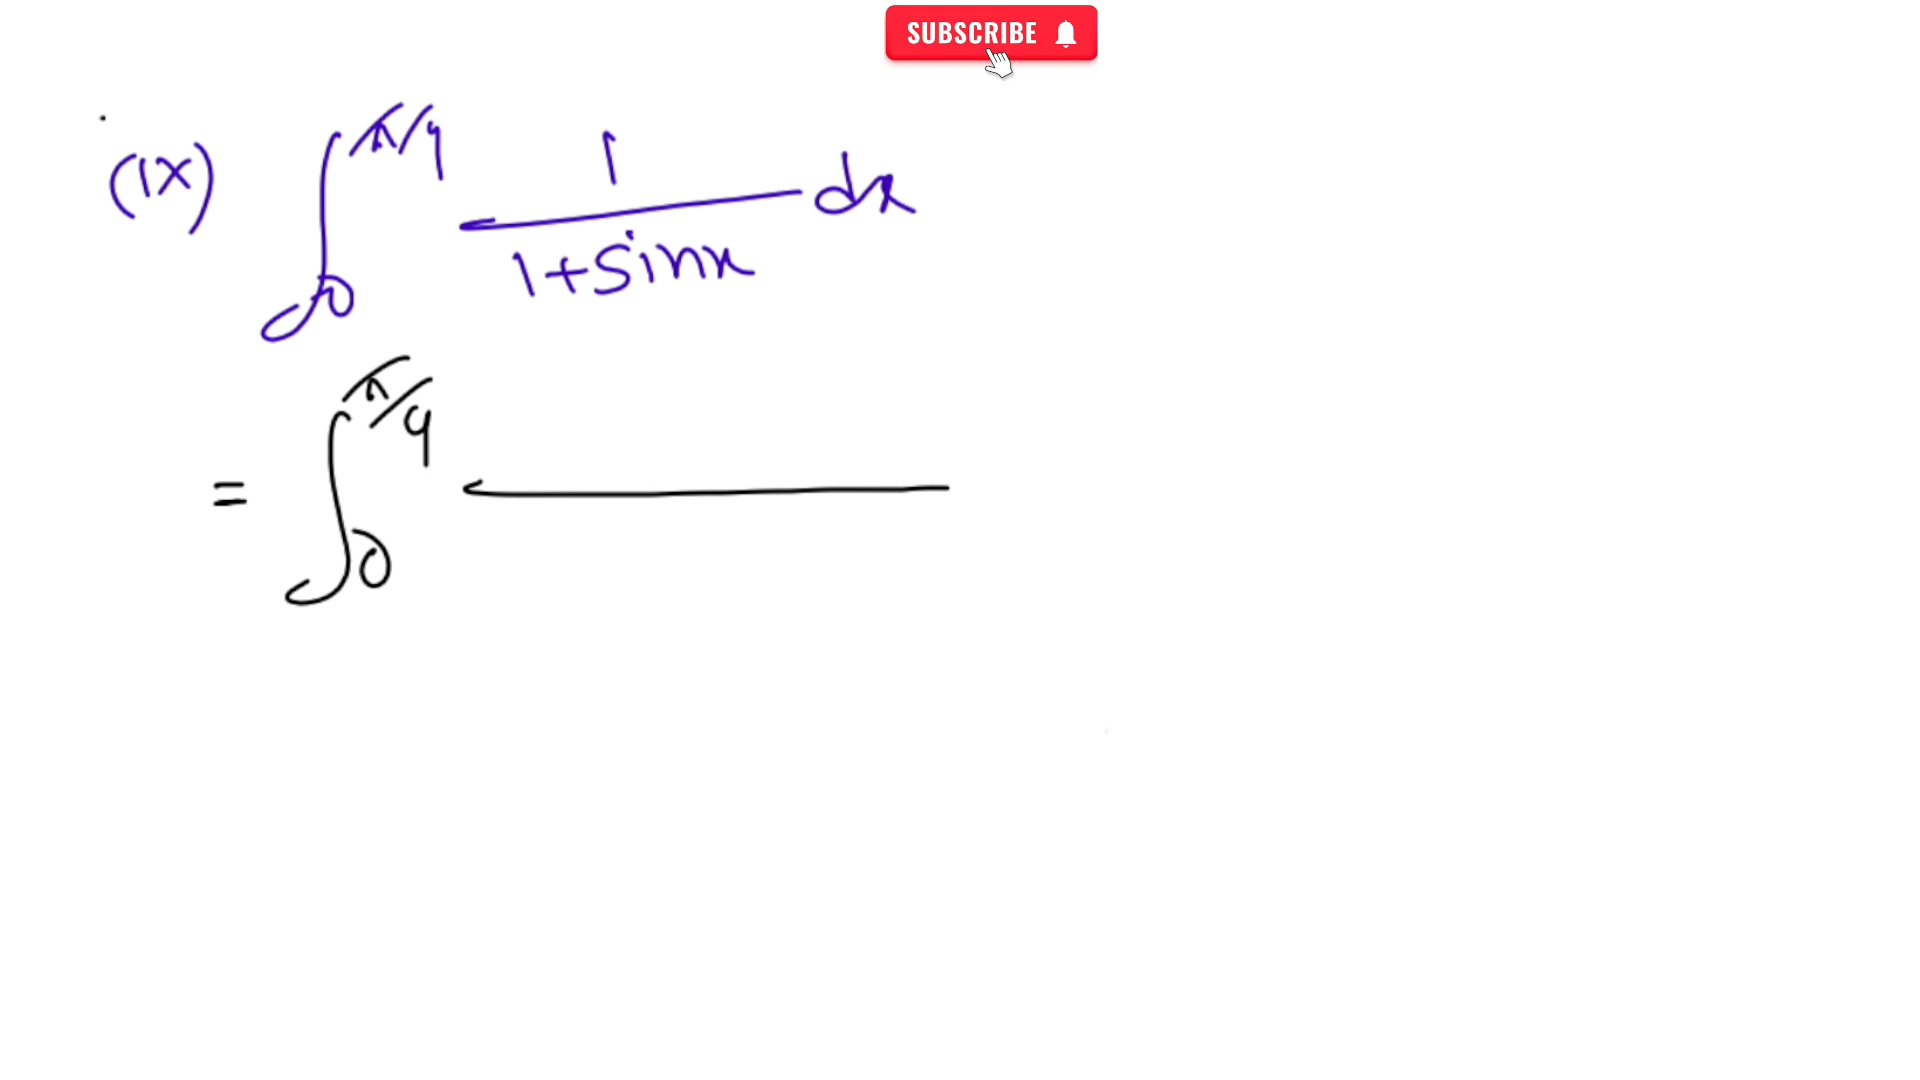 SUBSCRIBE
(ix) ∫₀^π/4 1/(1+sinx) dx
= ∫₀^π/4